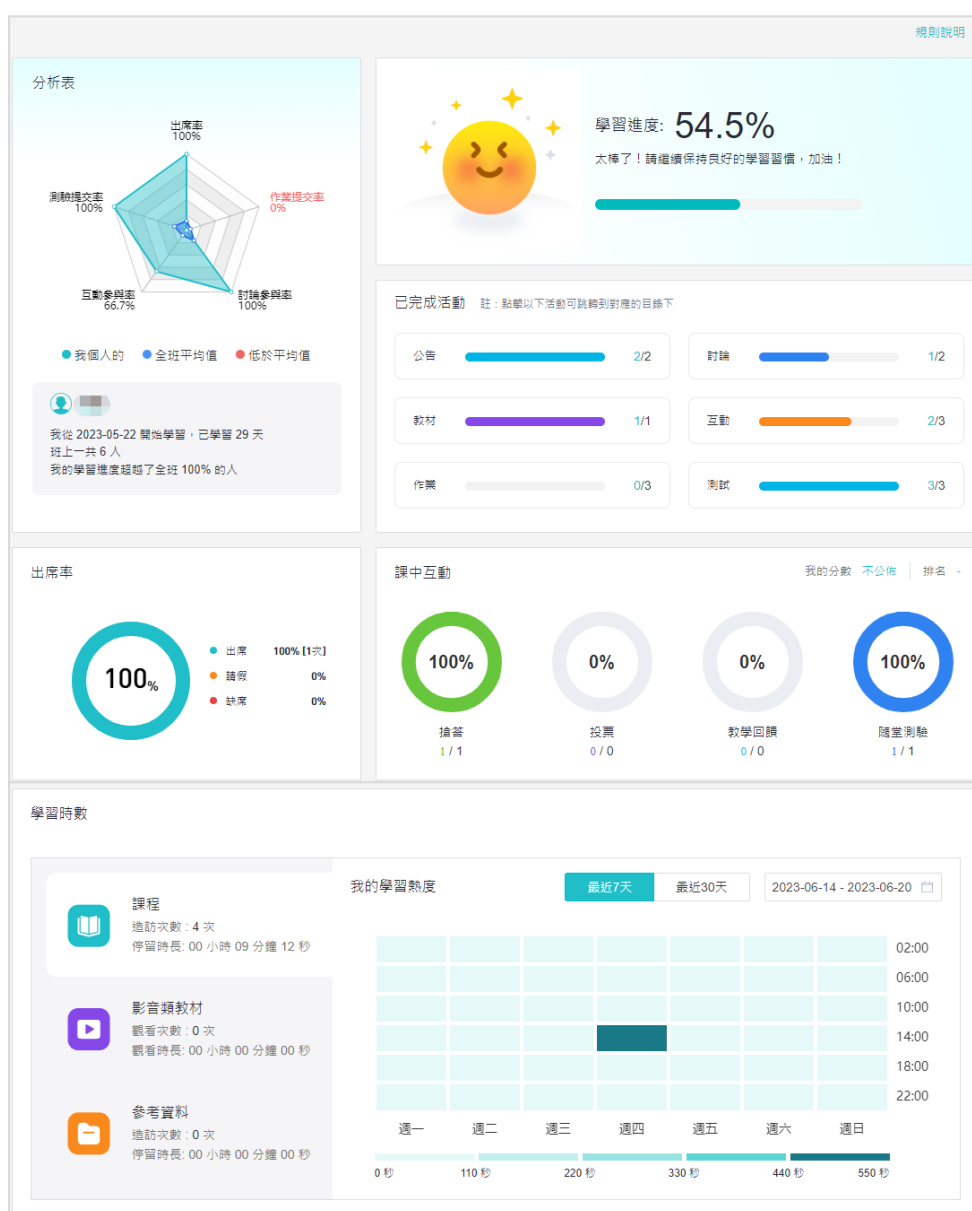 規則說明
分析表
出席率
100%
測驗提交率
100%
作業提交率
0%
互動參與率
66.7%
討論參與率
100%
我個人的
全班平均值
低於平均值
我從 2023-05-22 開始學習，已學習 29 天
班上一共 6 人
我的學習進度超越了全班 100% 的人
學習進度: 54.5%
太棒了！請繼續保持良好的學習習慣，加油！
已完成活動 註：點擊以下活動可跳轉到對應的目錄下
公告 2/2
討論 1/2
教材 1/1
互動 2/3
作業 0/3
測試 3/3
出席率
100%
出席 100% [1次]
請假 0%
缺席 0%
課中互動
我的分數 不公佈 排名 -
100%
0%
0%
100%
搶答
1 / 1
投票
0 / 0
教學回饋
0 / 0
隨堂測驗
1 / 1
學習時數
課程
造訪次數 : 4 次
停留時長: 00 小時 09 分鐘 12 秒
影音類教材
觀看次數 : 0 次
觀看時長: 00 小時 00 分鐘 00 秒
參考資料
造訪次數 : 0 次
停留時長: 00 小時 00 分鐘 00 秒
我的學習熱度
最近7天
最近30天
2023-06-14 - 2023-06-20
02:00
06:00
10:00
14:00
18:00
22:00
週一 週二 週三 週四 週五 週六 週日
0 秒 110 秒 220 秒 330 秒 440 秒 550 秒